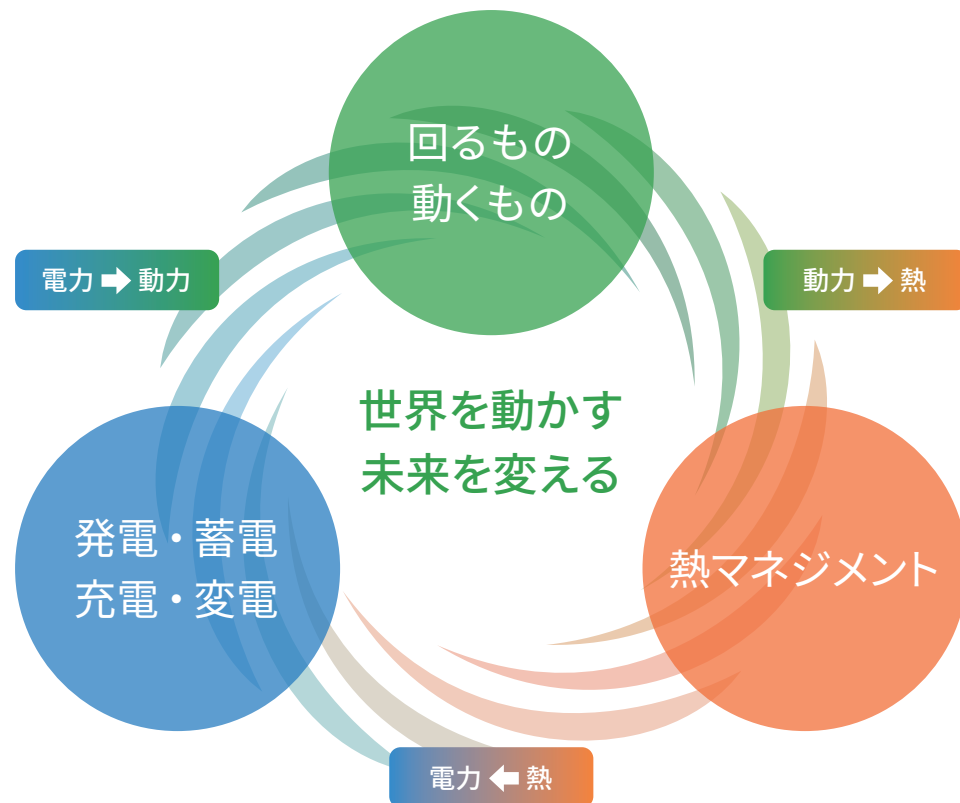 回るもの
動くもの
電力 ➡ 動力
動力 ➡ 熱
世界を動かす
未来を変える
発電・蓄電
充電・変電
熱マネジメント
電力 ⬅ 熱